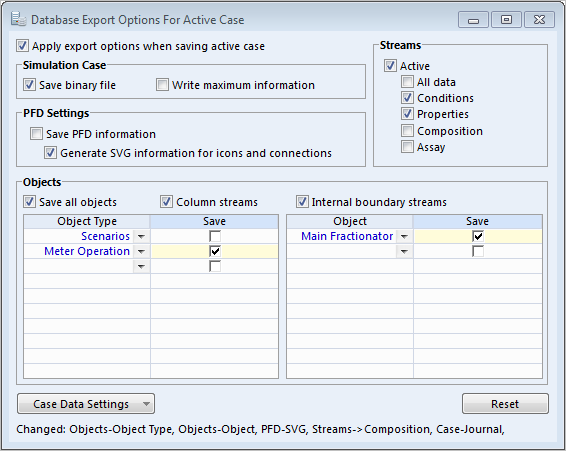 Database Export Options For Active Case
Apply export options when saving active case
Simulation Case
Save binary file Write maximum information
PFD Settings
Save PFD information
Generate SVG information for icons and connections
Streams
Active
All data
Conditions
Properties
Composition
Assay
Objects
Save all objects Column streams Internal boundary streams
Object Type Save
Scenarios
Meter Operation
Object Save
Main Fractionator
Case Data Settings Reset
Changed: Objects-Object Type, Objects-Object, PFD-SVG, Streams->Composition, Case-Journal,